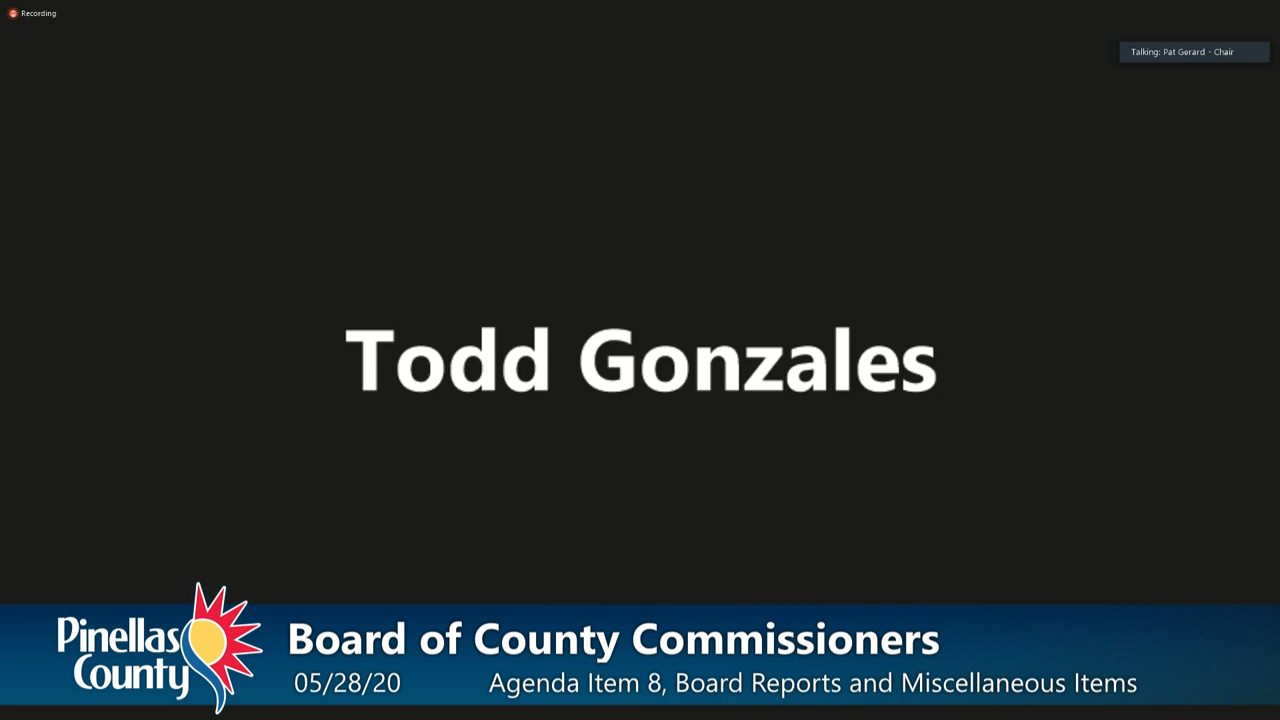 Recording
Talking: Pat Gerard - Chair
Todd Gonzales
Pinellas
County
Board of County Commissioners
05/28/20
Agenda Item 8, Board Reports and Miscellaneous Items